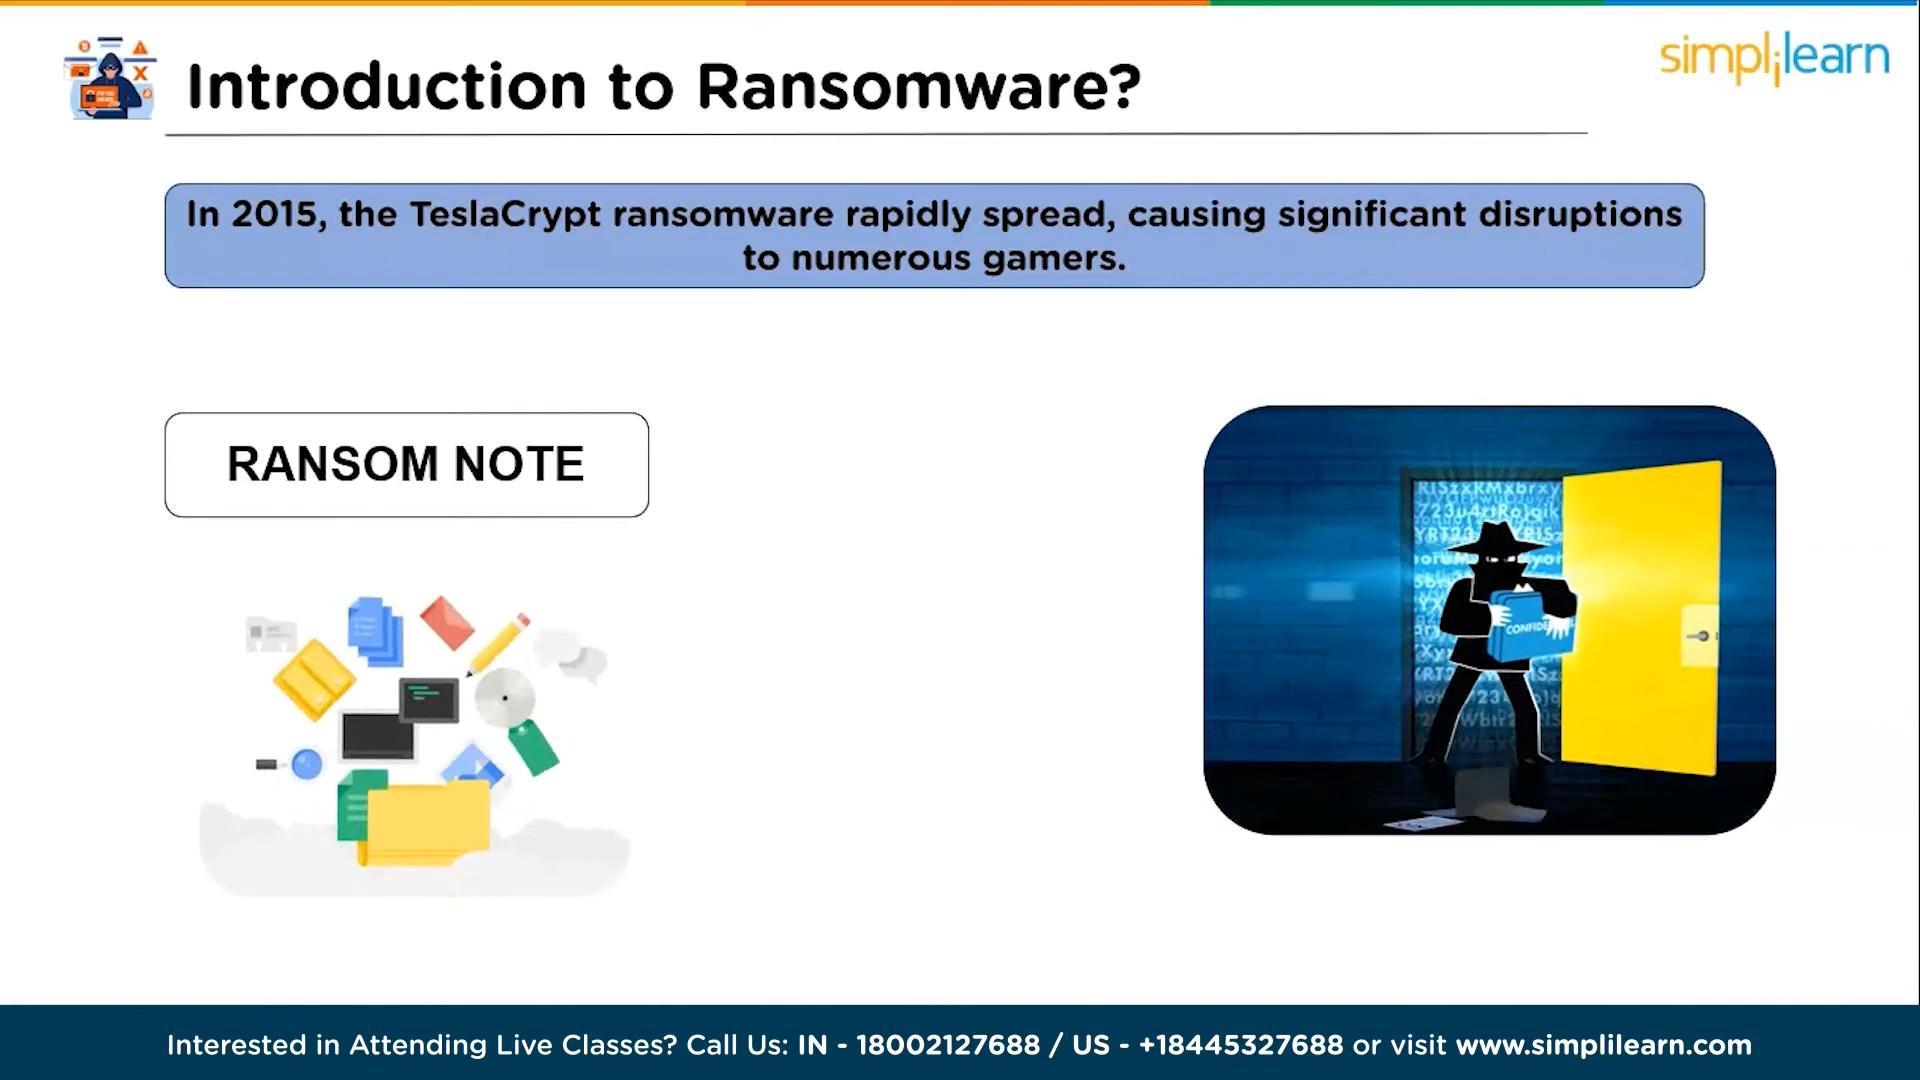 Introduction to Ransomware?
simplilearn
In 2015, the TeslaCrypt ransomware rapidly spread, causing significant disruptions
to numerous gamers.
RANSOM NOTE
Interested in Attending Live Classes? Call Us: IN - 18002127688 / US - +18445327688 or visit www.simplilearn.com